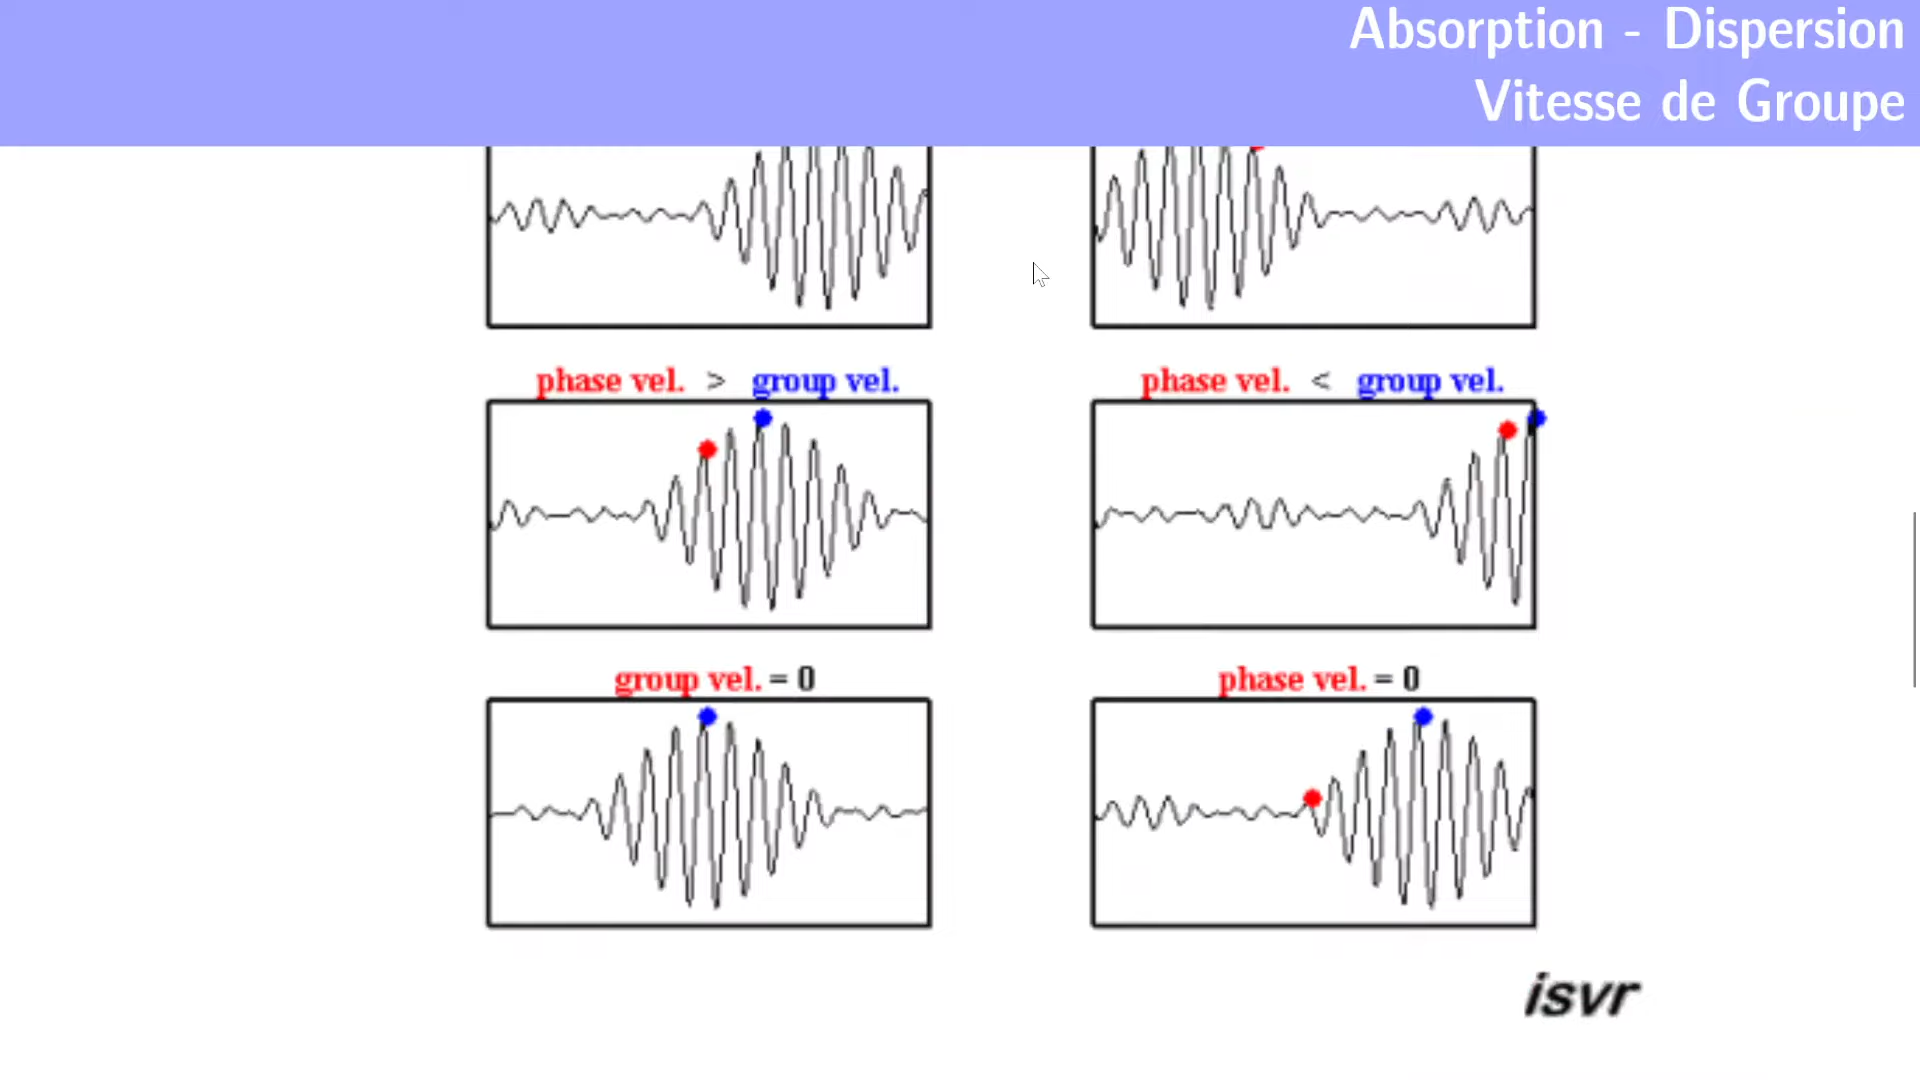 Absorption - Dispersion
Vitesse de Groupe
phase vel. > group vel.
phase vel. < group vel.
group vel. = 0
phase vel. = 0
isvr